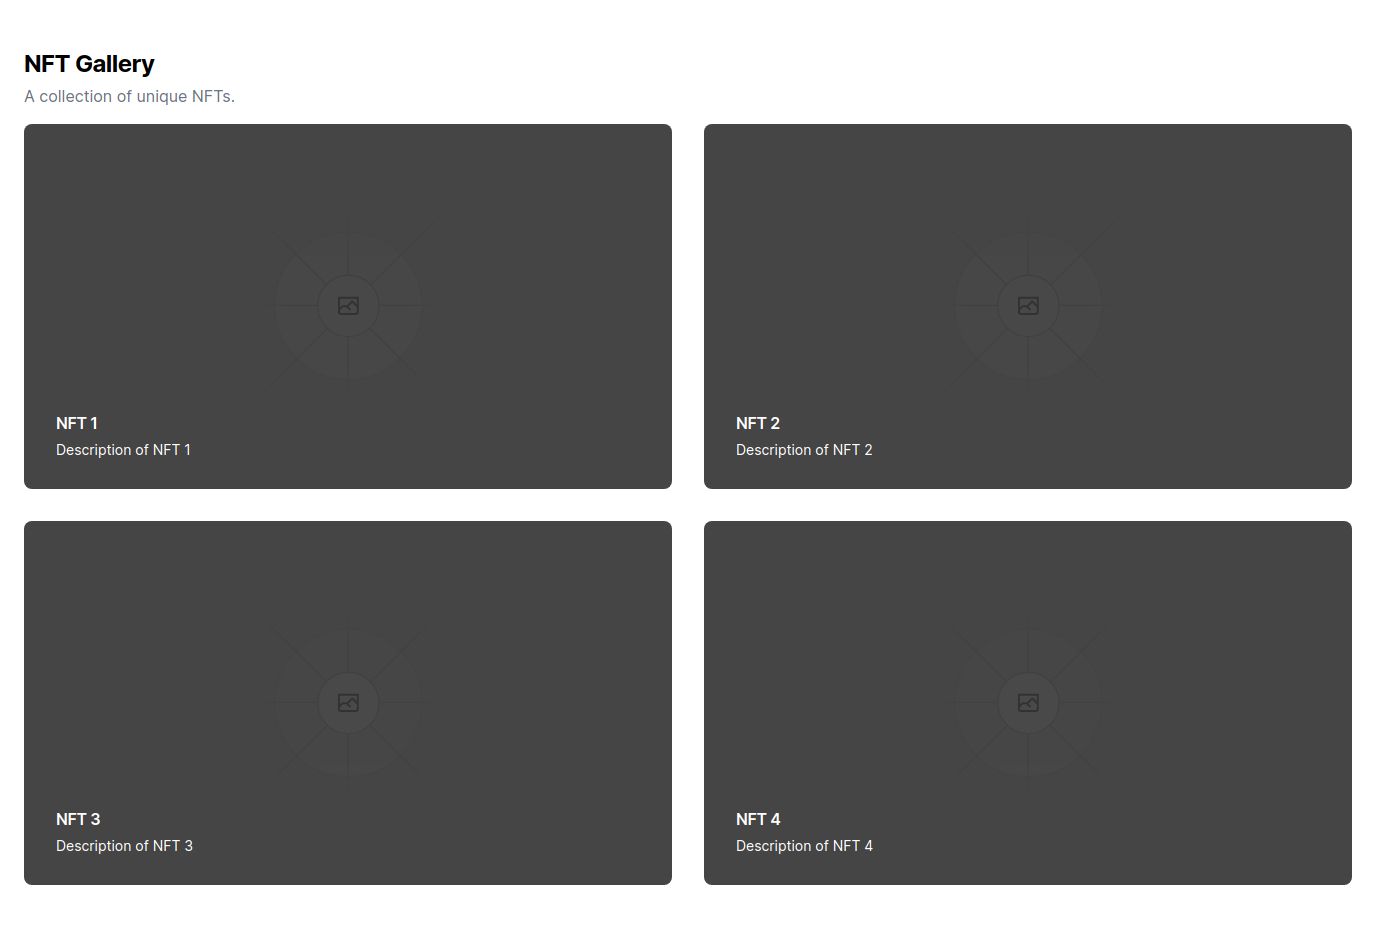 NFT Gallery
A collection of unique NFTs.
NFT 1
Description of NFT 1
NFT 2
Description of NFT 2
NFT 3
Description of NFT 3
NFT 4
Description of NFT 4